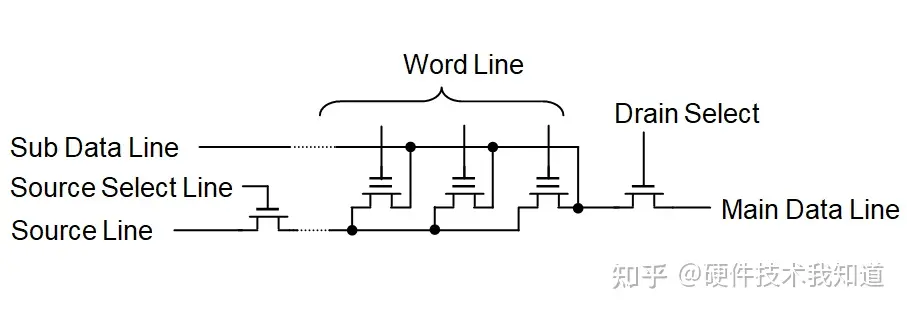 Word Line
Drain Select
Sub Data Line
Source Select Line
Source Line
Main Data Line
知乎 @硬件技术我知道